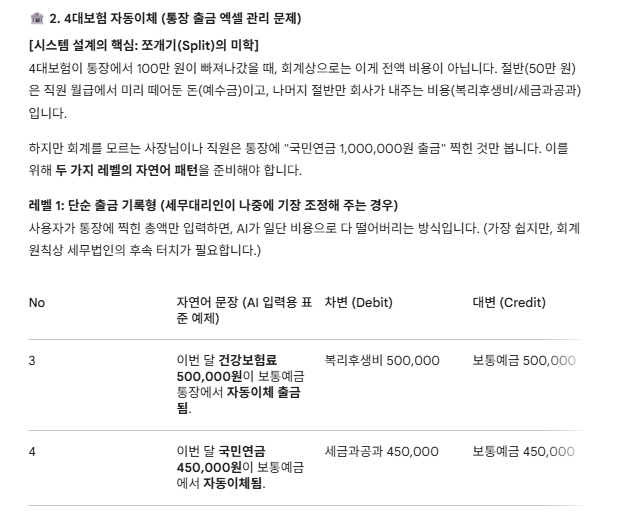 🏦 2. 4대보험 자동이체 (통장 출금 엑셀 관리 문제)
[시스템 설계의 핵심: 쪼개기(Split)의 미학]
4대보험이 통장에서 100만 원이 빠져나갔을 때, 회계상으로는 이게 전액 비용이 아닙니다. 절반(50만 원)
은 직원 월급에서 미리 떼어둔 돈(예수금)이고, 나머지 절반만 회사가 내주는 비용(복리후생비/세금과공과)
입니다.
하지만 회계를 모르는 사장님이나 직원은 통장에 "국민연금 1,000,000원 출금" 찍힌 것만 봅니다. 이를
위해 두 가지 레벨의 자연어 패턴을 준비해야 합니다.
레벨 1: 단순 출금 기록형 (세무대리인이 나중에 기장 조정해 주는 경우)
사용자가 통장에 찍힌 총액만 입력하면, AI가 일단 비용으로 다 떨어버리는 방식입니다. (가장 쉽지만, 회계
원칙상 세무법인의 후속 터치가 필요합니다.)
No 자연어 문장 (AI 입력용 표 차변 (Debit) 대변 (Credit)
준 예제)
3 이번 달 건강보험료 복리후생비 500,000 보통예금 500,000
500,000원이 보통예금
통장에서 자동이체 출금
됨.
4 이번 달 국민연금 세금과공과 450,000 보통예금 450,000
450,000원이 보통예금
에서 자동이체됨.